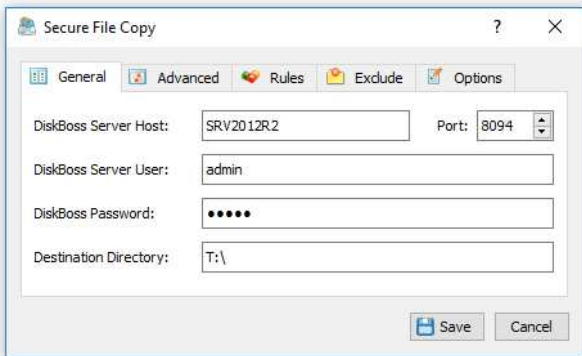 Secure File Copy ?
General Advanced Rules Exclude Options
DiskBoss Server Host: SRV2012R2 Port: 8094
DiskBoss Server User: admin
DiskBoss Password: •••••
Destination Directory: T:\
Save Cancel